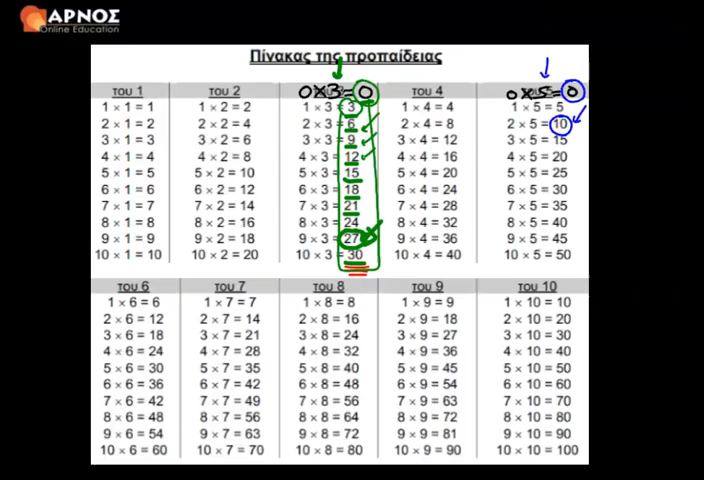 ΑΡΝΟΣ
Online Education
Πίνακας της προπαίδειας
του 1
1 × 1 = 1
2 × 1 = 2
3 × 1 = 3
4 × 1 = 4
5 × 1 = 5
6 × 1 = 6
7 × 1 = 7
8 × 1 = 8
9 × 1 = 9
10 × 1 = 10
του 2
1 × 2 = 2
2 × 2 = 4
3 × 2 = 6
4 × 2 = 8
5 × 2 = 10
6 × 2 = 12
7 × 2 = 14
8 × 2 = 16
9 × 2 = 18
10 × 2 = 20
0 × 3 = 0
1 × 3 = 3
2 × 3 = 6
3 × 3 = 9
4 × 3 = 12
5 × 3 = 15
6 × 3 = 18
7 × 3 = 21
8 × 3 = 24
9 × 3 = 27
10 × 3 = 30
του 4
1 × 4 = 4
2 × 4 = 8
3 × 4 = 12
4 × 4 = 16
5 × 4 = 20
6 × 4 = 24
7 × 4 = 28
8 × 4 = 32
9 × 4 = 36
10 × 4 = 40
0 × 5 = 0
1 × 5 = 5
2 × 5 = 10
3 × 5 = 15
4 × 5 = 20
5 × 5 = 25
6 × 5 = 30
7 × 5 = 35
8 × 5 = 40
9 × 5 = 45
10 × 5 = 50
του 6
1 × 6 = 6
2 × 6 = 12
3 × 6 = 18
4 × 6 = 24
5 × 6 = 30
6 × 6 = 36
7 × 6 = 42
8 × 6 = 48
9 × 6 = 54
10 × 6 = 60
του 7
1 × 7 = 7
2 × 7 = 14
3 × 7 = 21
4 × 7 = 28
5 × 7 = 35
6 × 7 = 42
7 × 7 = 49
8 × 7 = 56
9 × 7 = 63
10 × 7 = 70
του 8
1 × 8 = 8
2 × 8 = 16
3 × 8 = 24
4 × 8 = 32
5 × 8 = 40
6 × 8 = 48
7 × 8 = 56
8 × 8 = 64
9 × 8 = 72
10 × 8 = 80
του 9
1 × 9 = 9
2 × 9 = 18
3 × 9 = 27
4 × 9 = 36
5 × 9 = 45
6 × 9 = 54
7 × 9 = 63
8 × 9 = 72
9 × 9 = 81
10 × 9 = 90
του 10
1 × 10 = 10
2 × 10 = 20
3 × 10 = 30
4 × 10 = 40
5 × 10 = 50
6 × 10 = 60
7 × 10 = 70
8 × 10 = 80
9 × 10 = 90
10 × 10 = 100